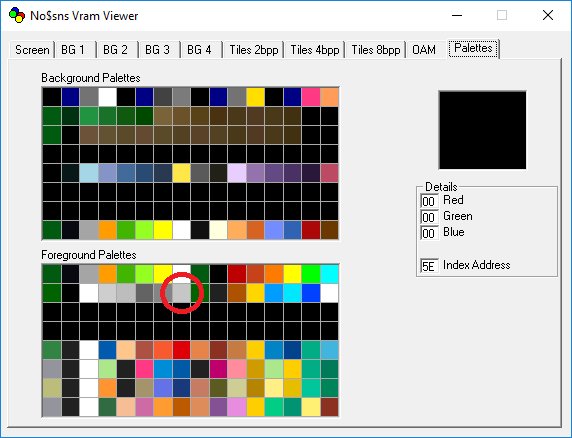 No$sns Vram Viewer
Screen BG 1 BG 2 BG 3 BG 4 Tiles 2bpp Tiles 4bpp Tiles 8bpp OAM Palettes
Background Palettes
Details
00 Red
00 Green
00 Blue
5E Index Address
Foreground Palettes